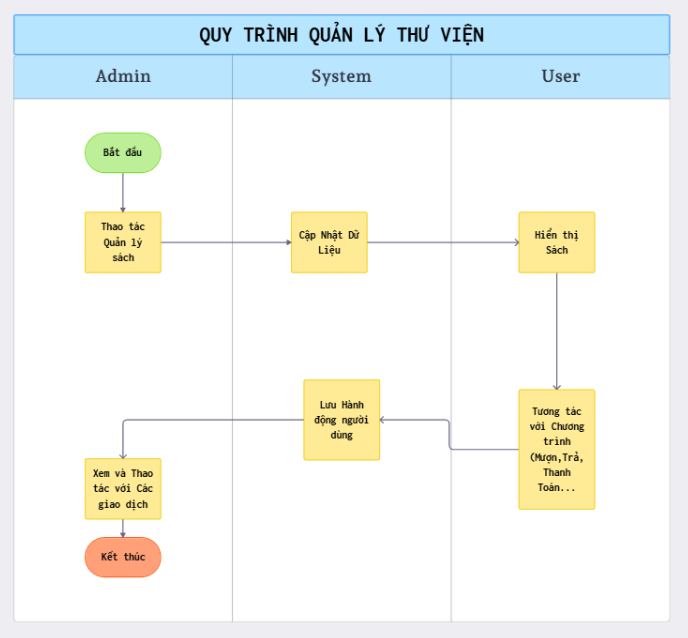 QUY TRÌNH QUẢN LÝ THƯ VIỆN
Admin
System
User
Bắt đầu
Thao tác
Quản lý
sách
Cập Nhật Dữ
Liệu
Hiển thị
Sách
Lưu Hành
động người
dùng
Tương tác
với Chương
trình
(Mượn,Trả,
Thanh
Toán...
Xem và Thao
tác với Các
giao dịch
Kết thúc